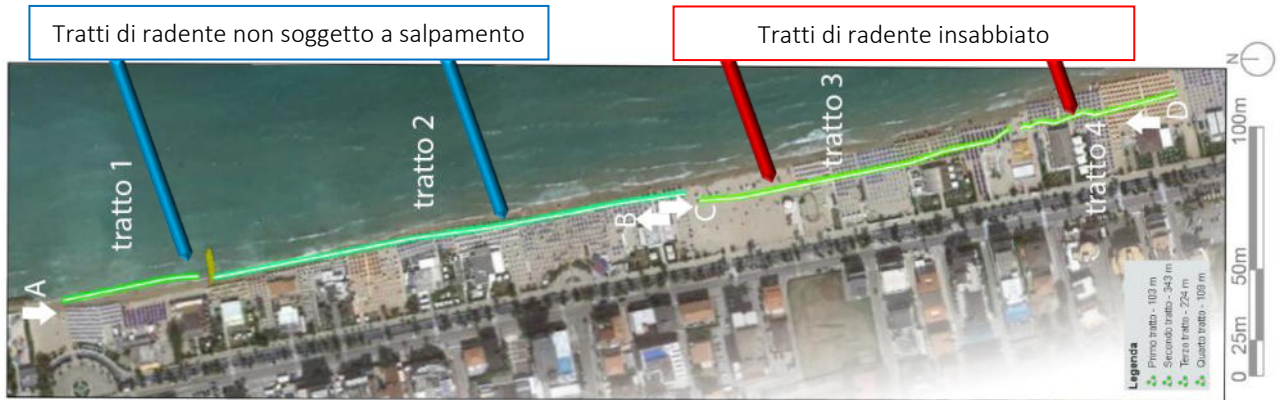 Tratti di radente non soggetto a salpamento
Tratti di radente insabbiato
N
tratto 1
tratto 2
tratto 3
tratto 4
A
B
C
D
Legenda
Primo tratto - 103 m
Secondo tratto - 343 m
Terzo tratto - 224 m
Quarto tratto - 109 m
0
25m
50m
100m